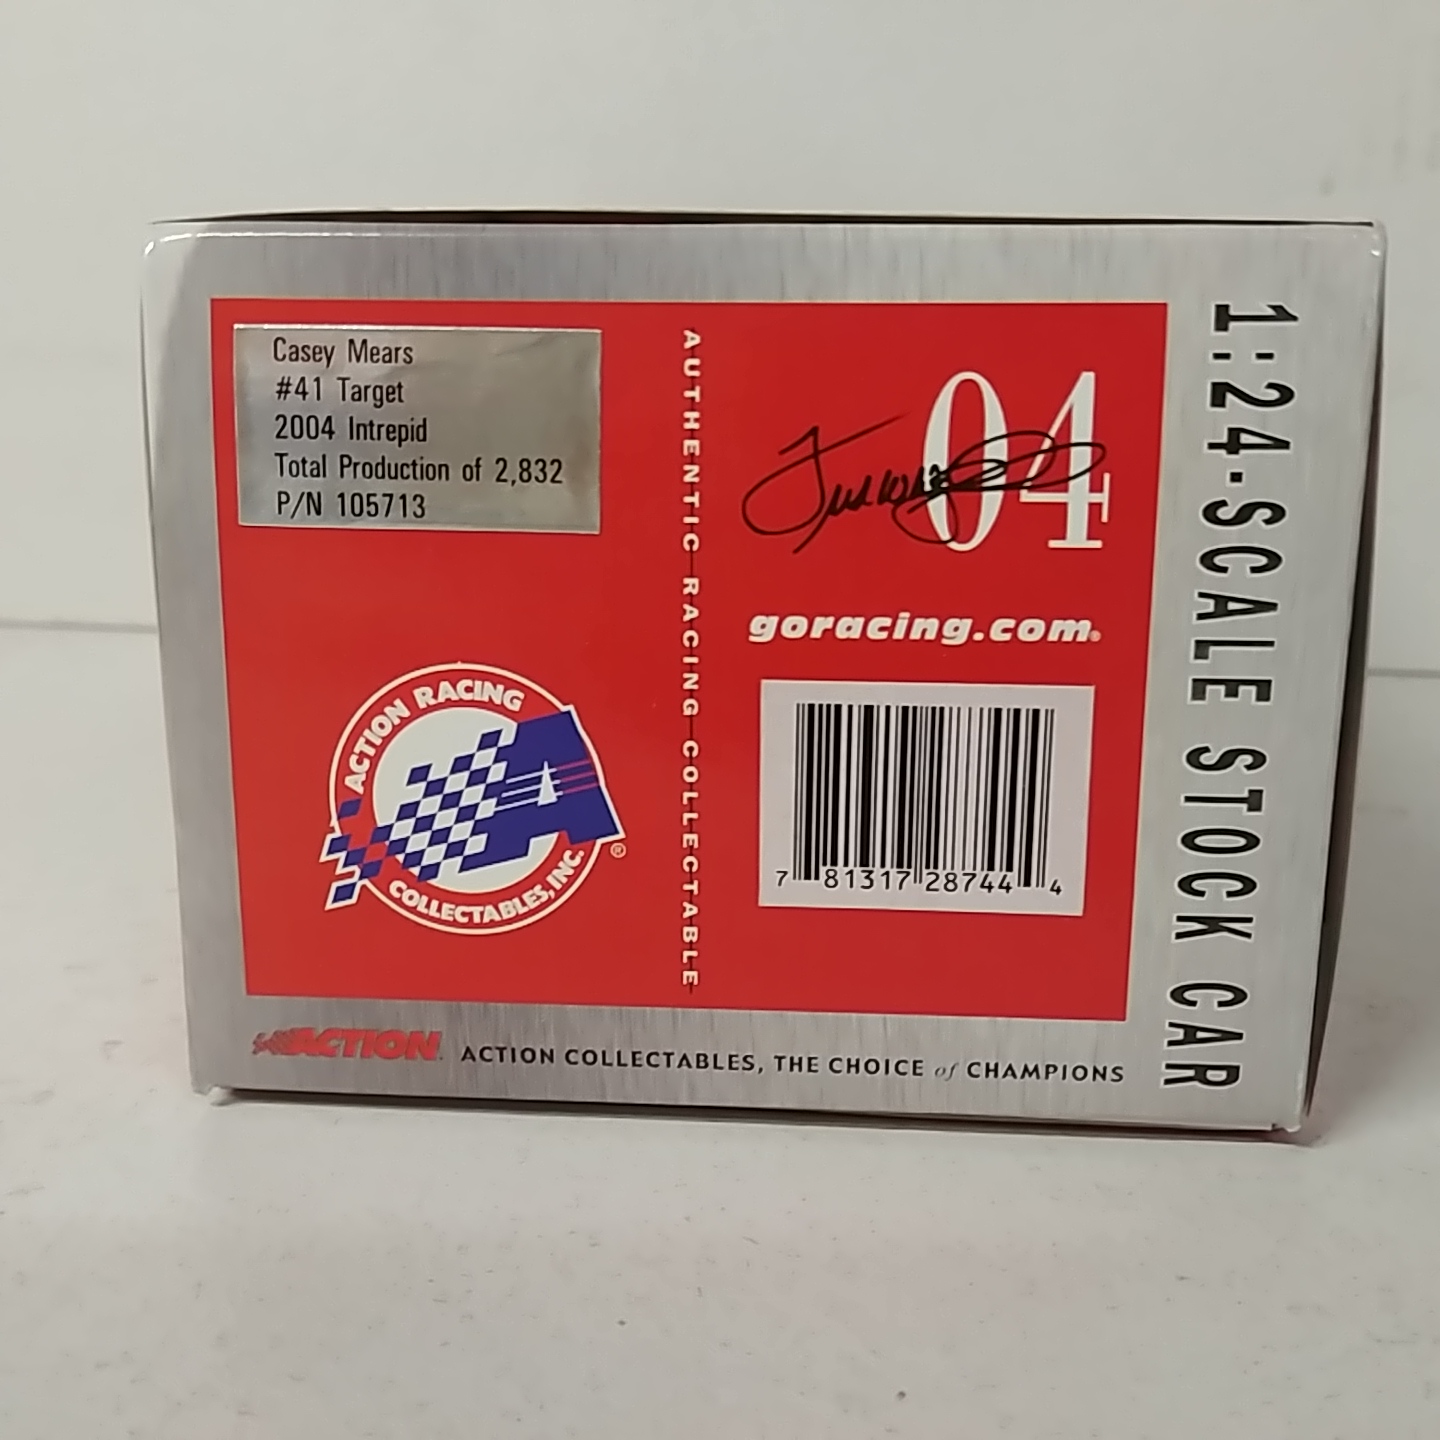 Casey Mears
#41 Target
2004 Intrepid
Total Production of 2,832
P/N 105713
AUTHENTIC RACING COLLECTABLE
04
goracing.com®
ACTION RACING
COLLECTABLES, INC.
®
7 81317 28744 4
1:24-SCALE STOCK CAR
ACTION
ACTION COLLECTABLES, THE CHOICE of CHAMPIONS